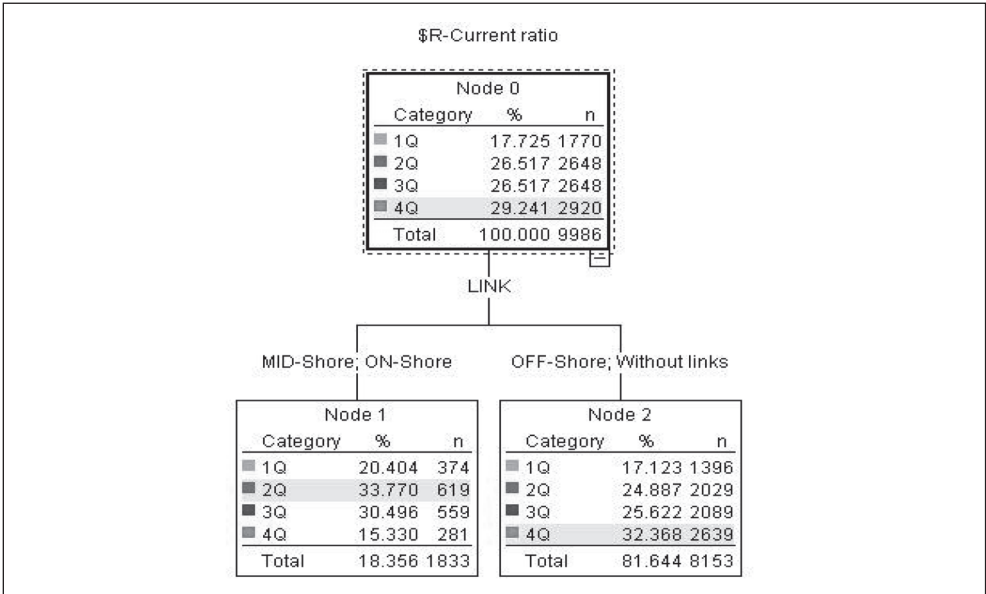 $R-Current ratio
Node 0
Category % n
1Q 17.725 1770
2Q 26.517 2648
3Q 26.517 2648
4Q 29.241 2920
Total 100.000 9986
LINK
MID-Shore; ON-Shore
OFF-Shore; Without links
Node 1
Category % n
1Q 20.404 374
2Q 33.770 619
3Q 30.496 559
4Q 15.330 281
Total 18.356 1833
Node 2
Category % n
1Q 17.123 1396
2Q 24.887 2029
3Q 25.622 2089
4Q 32.368 2639
Total 81.644 8153